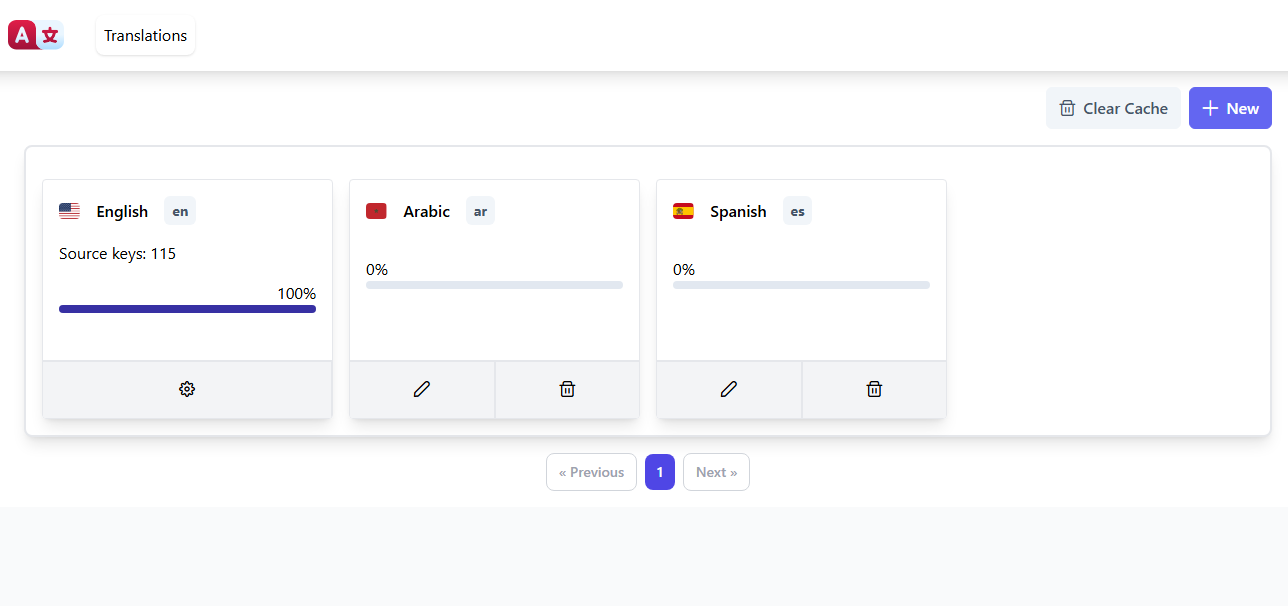 A 文
Translations
Clear Cache
New
English en
Source keys: 115
100%
Arabic ar
0%
Spanish es
0%
« Previous 1 Next »